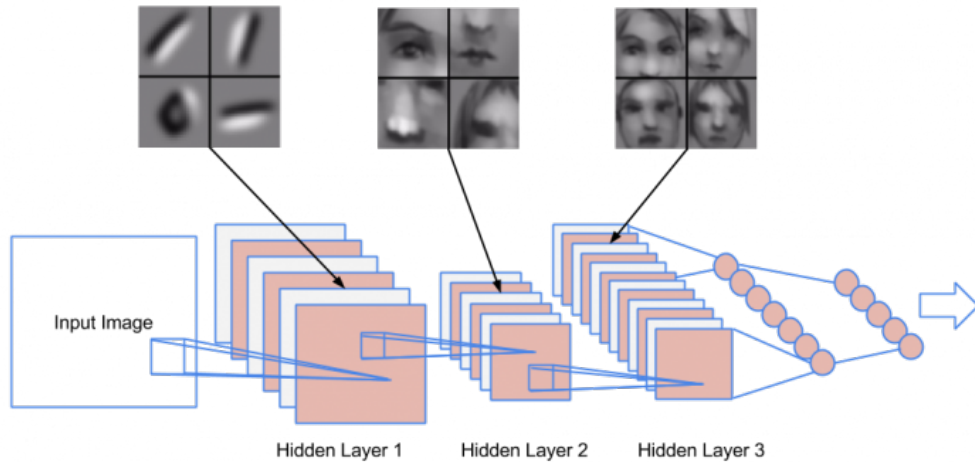 Input Image
Hidden Layer 1
Hidden Layer 2
Hidden Layer 3